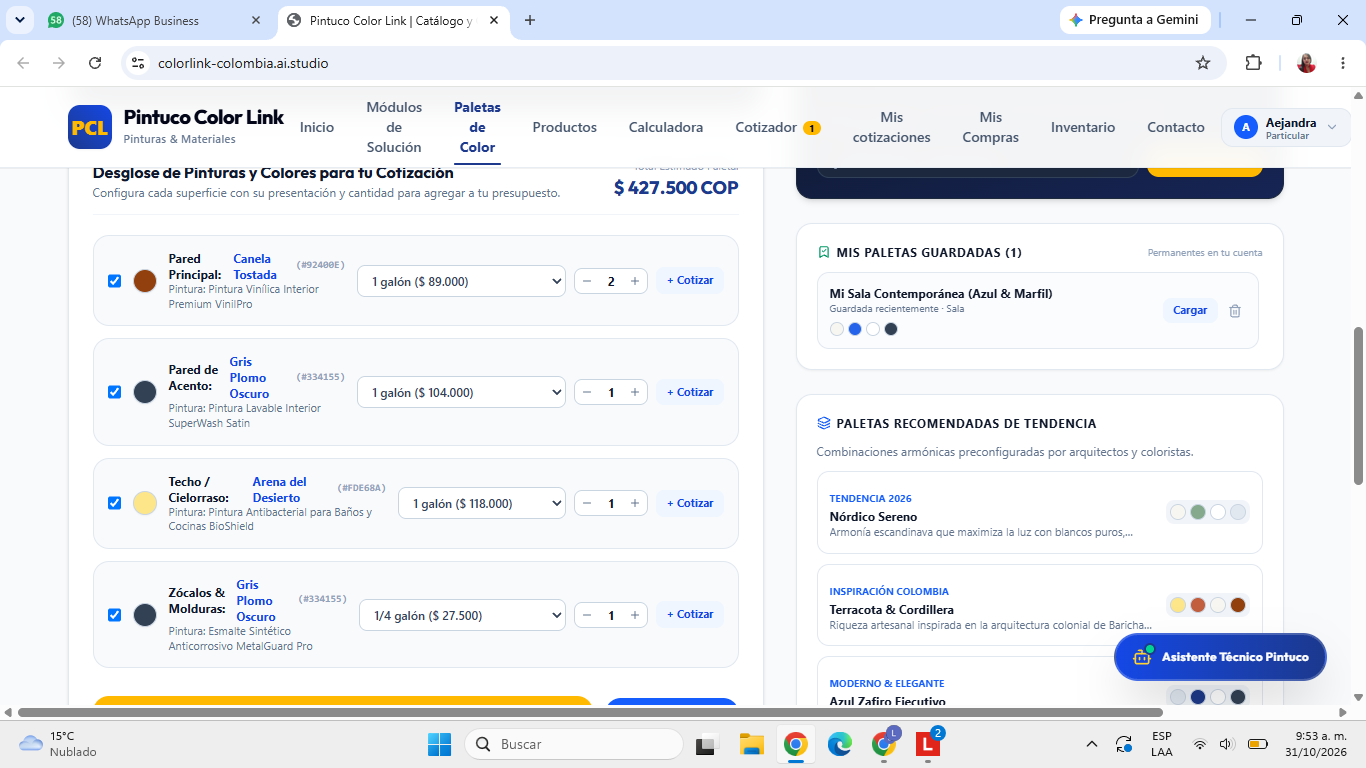 (58) WhatsApp Business
Pintuco Color Link | Catálogo y
Pregunta a Gemini
colorlink-colombia.ai.studio
PCL
Pintuco Color Link
Pinturas & Materiales
Inicio
Módulos
de
Solución
Paletas
de
Color
Productos
Calculadora
Cotizador 1
Mis
cotizaciones
Mis
Compras
Inventario
Contacto
A
Ajendra
Particular
Desglose de Pinturas y Colores para tu Cotización
Configura cada superficie con su presentación y cantidad para agregar a tu presupuesto.
Total Estimado Paleta:
$ 427.500 COP
Pared
Principal:
Canela
Tostada
(#92400E)
Pintura: Pintura Vinílica Interior
Premium VinilPro
1 galón ($ 89.000)
− 2 +
+ Cotizar
Pared de
Acento:
Gris
Plomo
Oscuro
(#334155)
Pintura: Pintura Lavable Interior
SuperWash Satin
1 galón ($ 104.000)
− 1 +
+ Cotizar
Techo /
Cielorraso:
Arena del
Desierto
(#FDE68A)
Pintura: Pintura Antibacterial para Baños y
Cocinas BioShield
1 galón ($ 118.000)
− 1 +
+ Cotizar
Zócalos &
Molduras:
Gris
Plomo
Oscuro
(#334155)
Pintura: Esmalte Sintético
Anticorrosivo MetalGuard Pro
1/4 galón ($ 27.500)
− 1 +
+ Cotizar
MIS PALETAS GUARDADAS (1)
Permanentes en tu cuenta
Mi Sala Contemporánea (Azul & Marfil)
Guardada recientemente · Sala
Cargar
PALETAS RECOMENDADAS DE TENDENCIA
Combinaciones armónicas preconfiguradas por arquitectos y coloristas.
TENDENCIA 2026
Nórdico Sereno
Armonía escandinava que maximiza la luz con blancos puros,...
INSPIRACIÓN COLOMBIA
Terracota & Cordillera
Riqueza artesanal inspirada en la arquitectura colonial de Baricha...
MODERNO & ELEGANTE
Azul Zafiro Ejecutivo
Asistente Técnico Pintuco
15°C
Nublado
Buscar
L
L
2
ESP
LAA
9:53 a. m.
31/10/2026